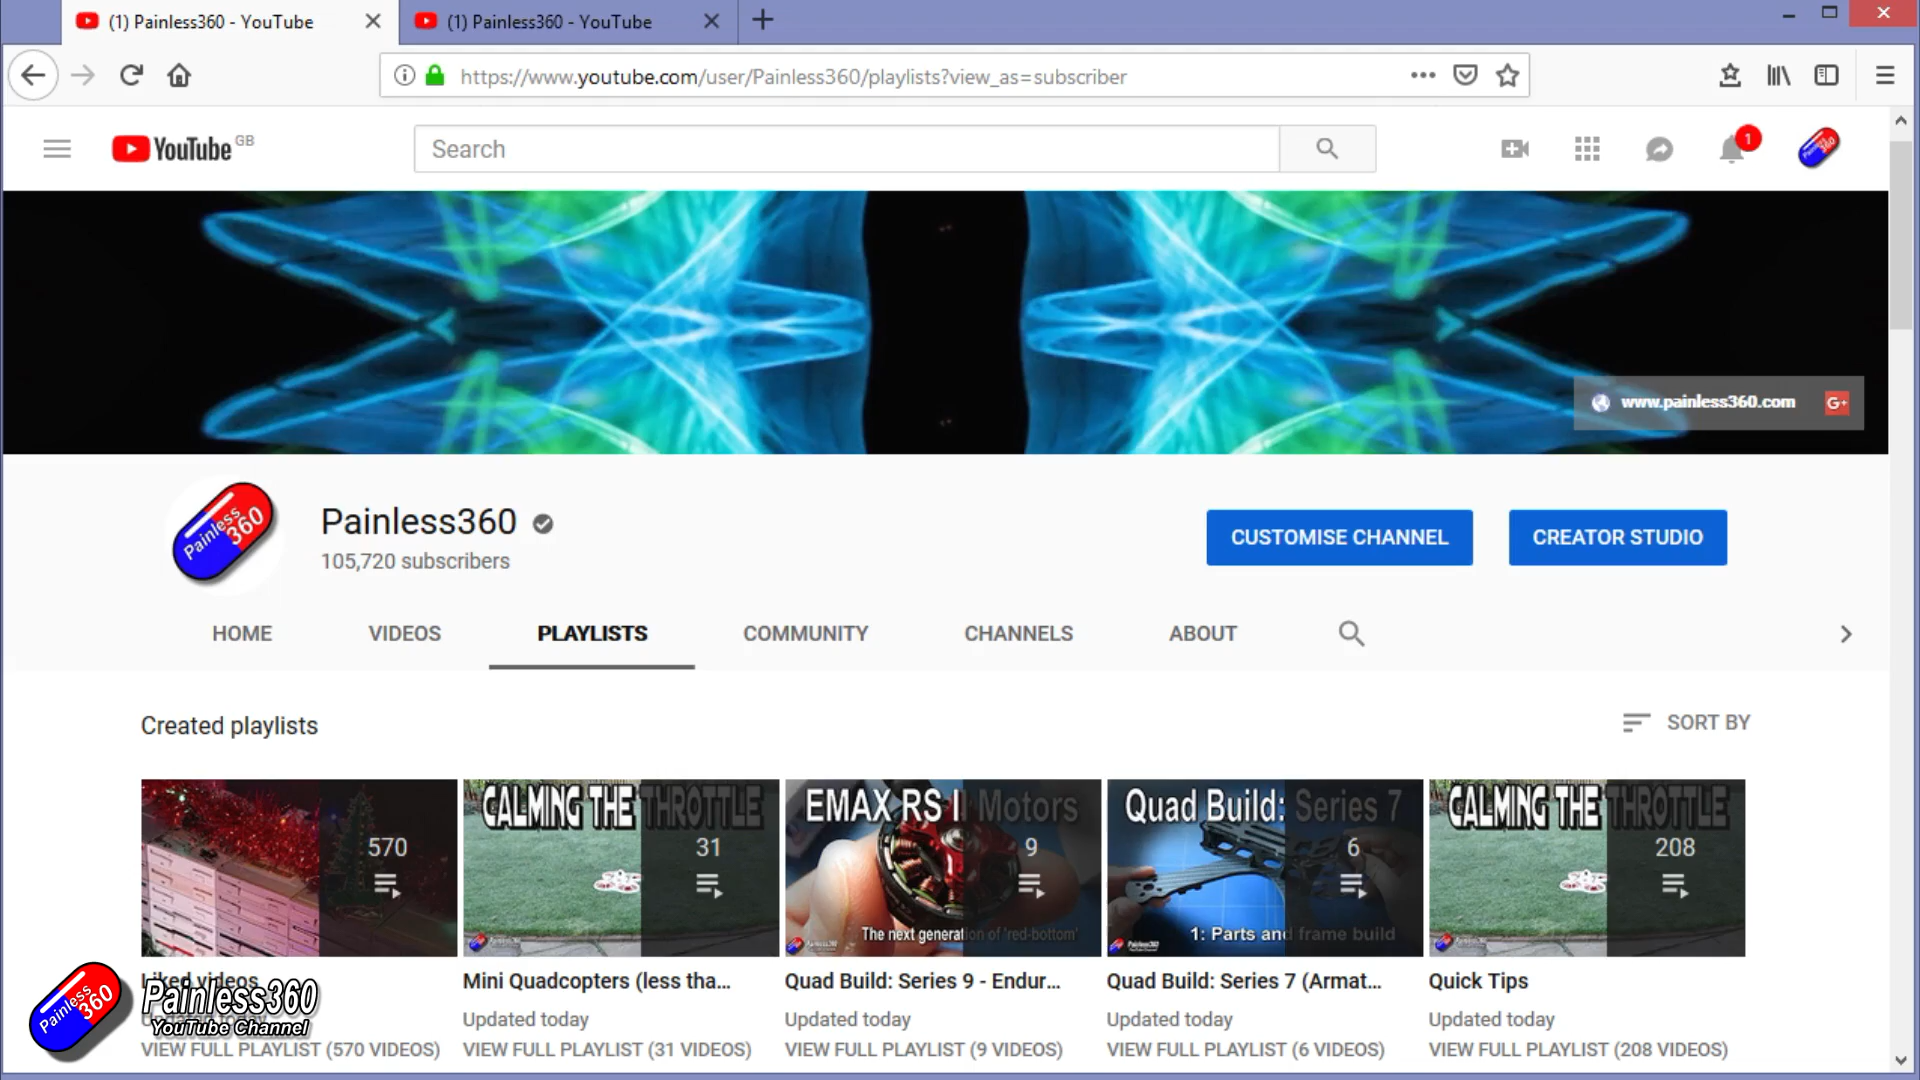 (1) Painless360 - YouTube
(1) Painless360 - YouTube
https://www.youtube.com/user/Painless360/playlists?view_as=subscriber
YouTube GB
Search
1
www.painless360.com
G+
Painless 360
Painless360
105,720 subscribers
CUSTOMISE CHANNEL
CREATOR STUDIO
HOME
VIDEOS
PLAYLISTS
COMMUNITY
CHANNELS
ABOUT
Created playlists
SORT BY
570
CALMING THE THROTTLE
31
EMAX RS II Motors
9
The next generation of 'red-bottom'
Quad Build: Series 7
6
1: Parts and frame build
CALMING THE THROTTLE
208
Liked videos
Mini Quadcopters (less tha...
Quad Build: Series 9 - Endur...
Quad Build: Series 7 (Armat...
Quick Tips
Updated today
Updated today
Updated today
Updated today
Updated today
VIEW FULL PLAYLIST (570 VIDEOS)
VIEW FULL PLAYLIST (31 VIDEOS)
VIEW FULL PLAYLIST (9 VIDEOS)
VIEW FULL PLAYLIST (6 VIDEOS)
VIEW FULL PLAYLIST (208 VIDEOS)
Painless 360
Painless360
YouTube Channel